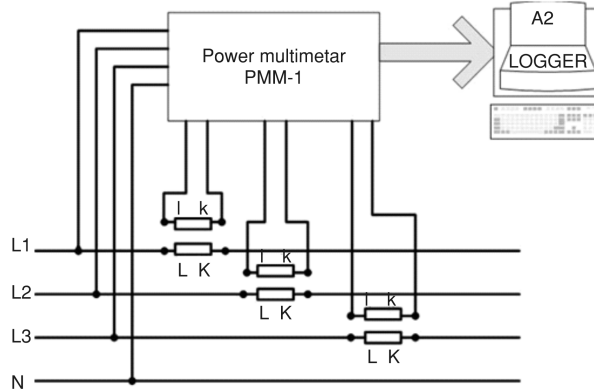 Power multimetar
PMM-1
A2
LOGGER
l k
L1
L K
l k
L2
L K
l k
L3
L K
N